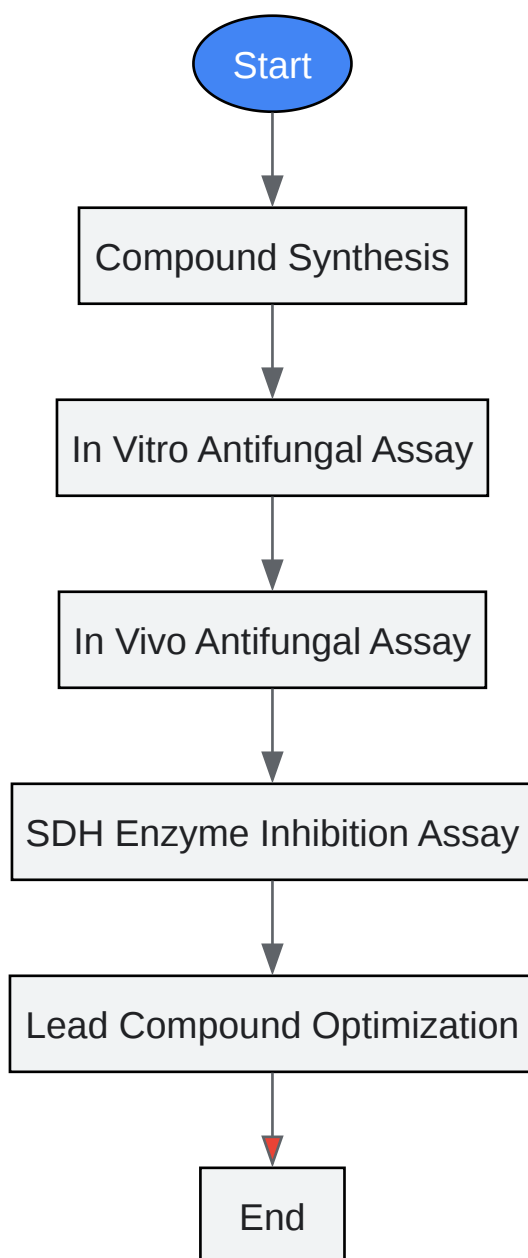 Start
Compound Synthesis
In Vitro Antifungal Assay
In Vivo Antifungal Assay
SDH Enzyme Inhibition Assay
Lead Compound Optimization
End